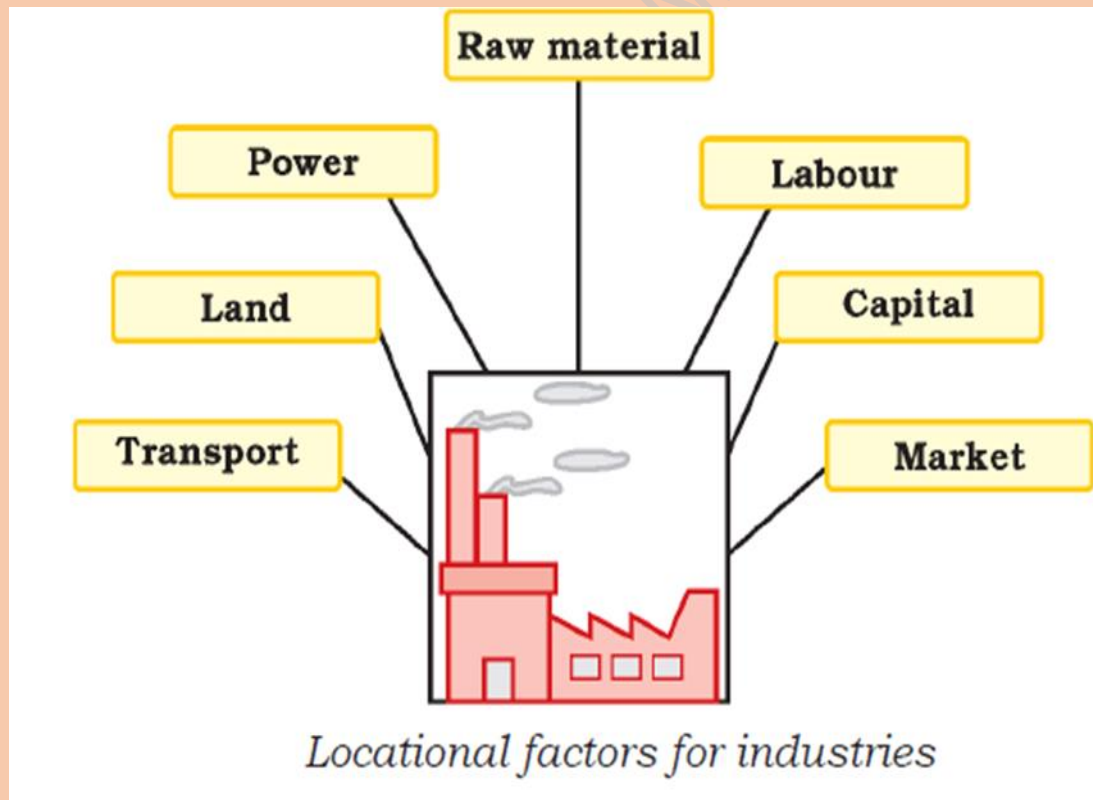 Raw material
Power
Labour
Land
Capital
Transport
Market
Locational factors for industries